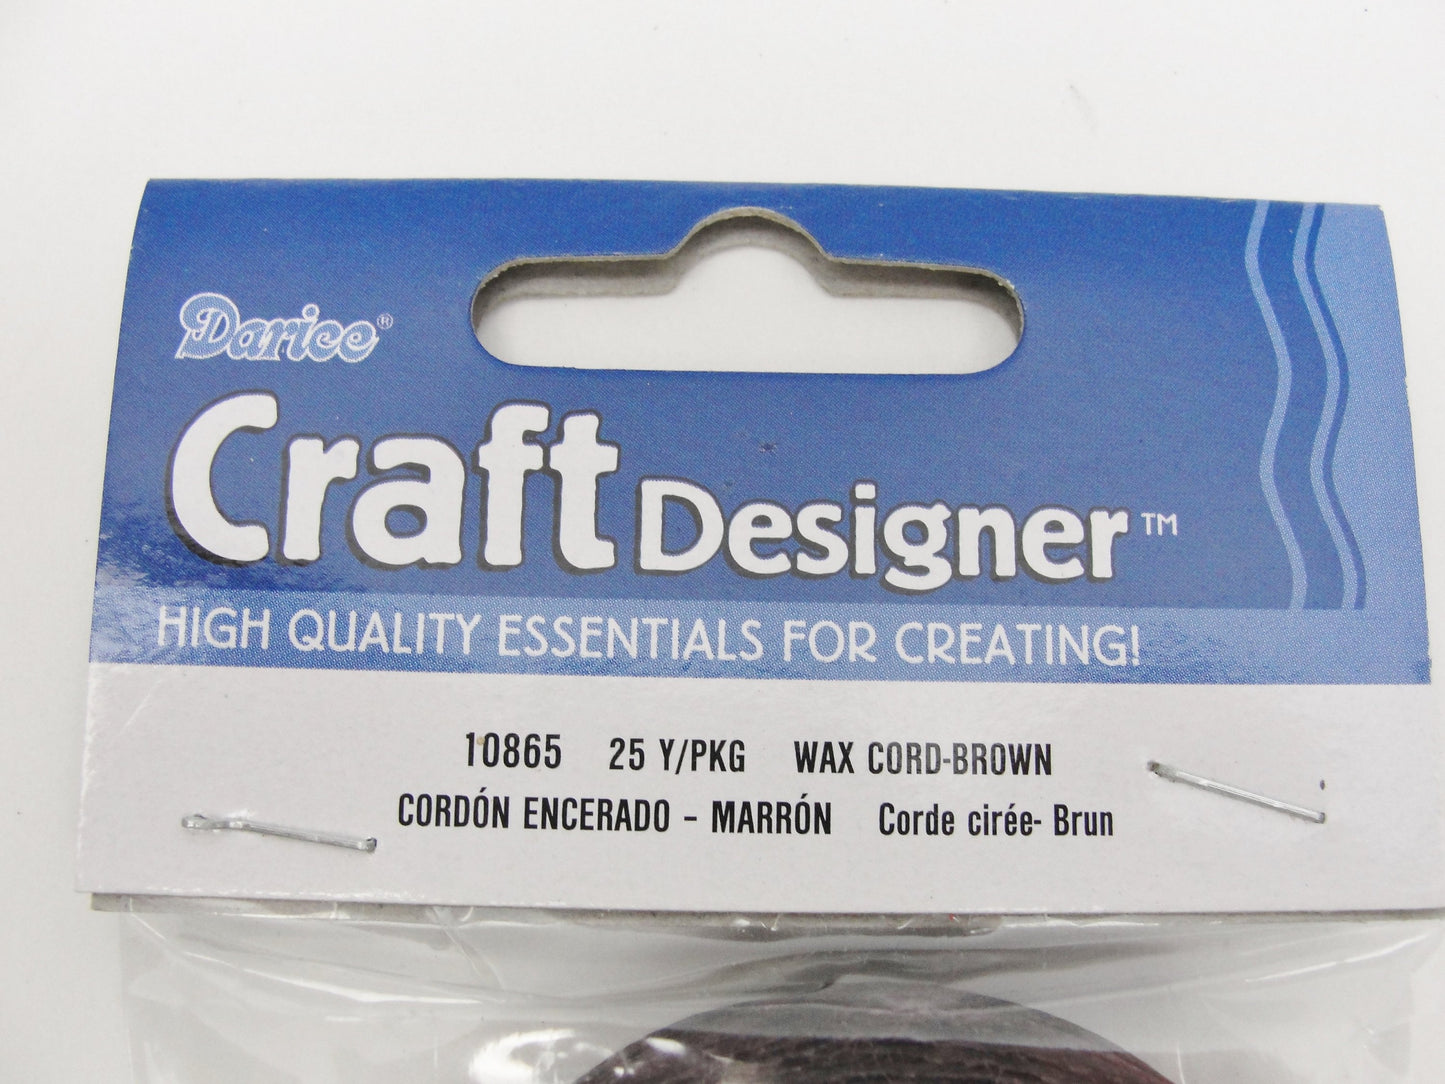 Darice®
Craft Designer™
HIGH QUALITY ESSENTIALS FOR CREATING!
10865 25 Y/PKG WAX CORD-BROWN
CORDÓN ENCERADO - MARRÓN Corde cirée- Brun